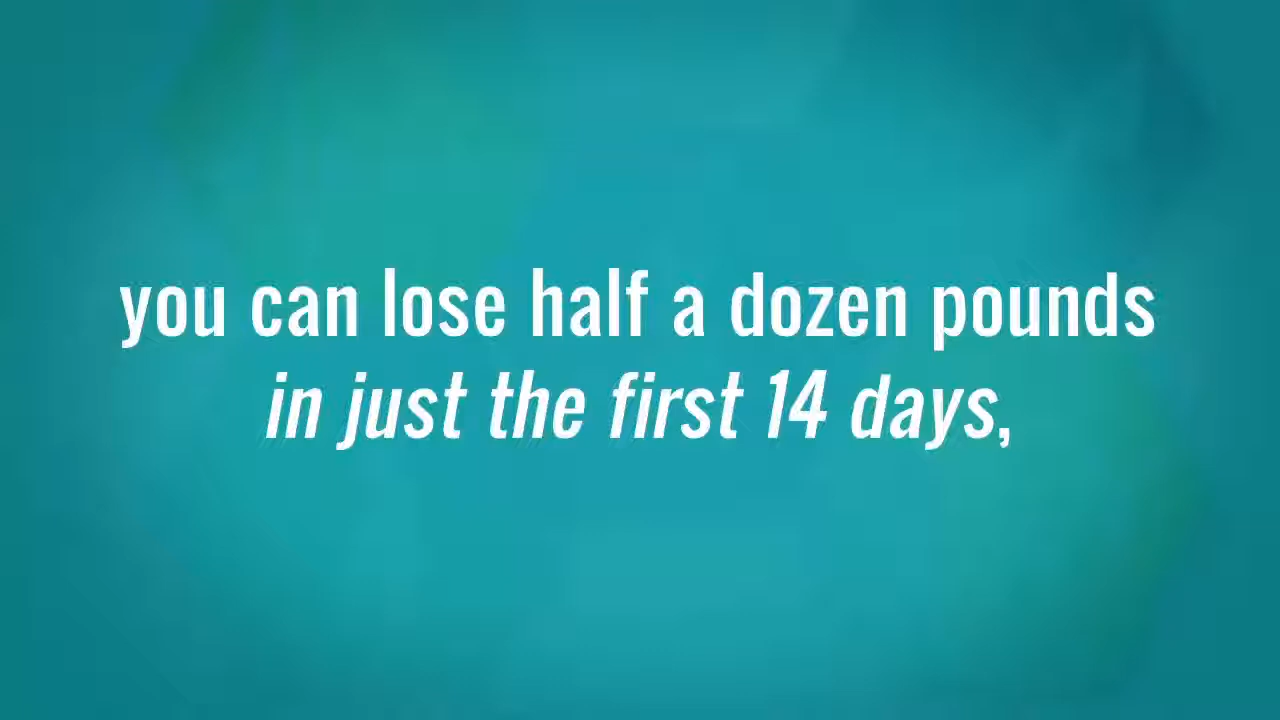 you can lose half a dozen pounds
in just the first 14 days,